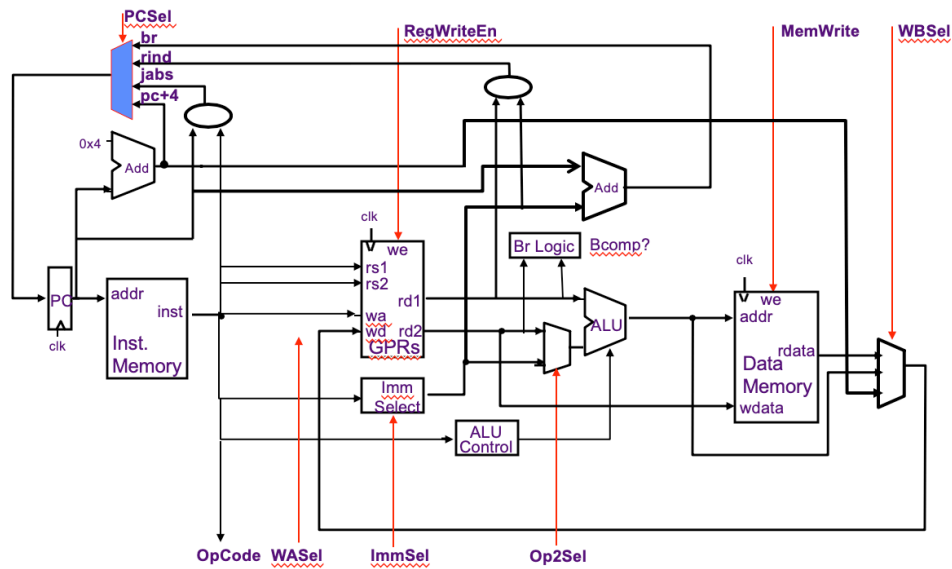 PCSel
br
rind
jabs
pc+4
ReqWriteEn
MemWrite
WBSel
0x4
Add
Add
clk
we
rs1
rs2
rd1
wa
wd
rd2
GPRs
Br Logic
Bcomp?
clk
we
addr
rdata
Data
Memory
wdata
PC
clk
addr
inst
Inst.
Memory
ALU
Imm
Select
ALU
Control
OpCode
WASel
ImmSel
Op2Sel